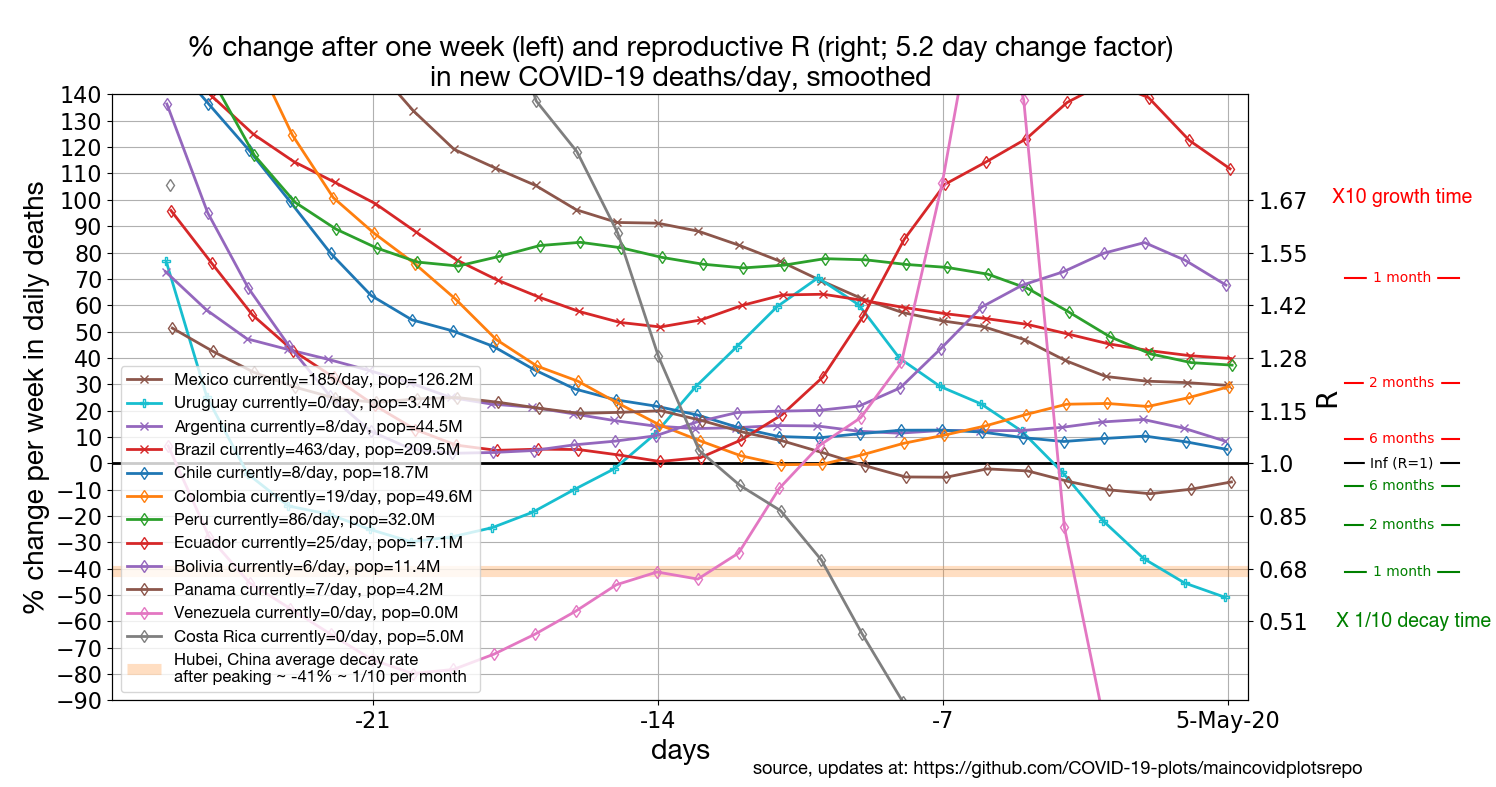 % change after one week (left) and reproductive R (right; 5.2 day change factor)
in new COVID-19 deaths/day, smoothed
% change per week in daily deaths
140
130
120
110
100
90
80
70
60
50
40
30
20
10
0
−10
−20
−30
−40
−50
−60
−70
−80
−90
Mexico currently=185/day, pop=126.2M
Uruguay currently=0/day, pop=3.4M
Argentina currently=8/day, pop=44.5M
Brazil currently=463/day, pop=209.5M
Chile currently=8/day, pop=18.7M
Colombia currently=19/day, pop=49.6M
Peru currently=86/day, pop=32.0M
Ecuador currently=25/day, pop=17.1M
Bolivia currently=6/day, pop=11.4M
Panama currently=7/day, pop=4.2M
Venezuela currently=0/day, pop=0.0M
Costa Rica currently=0/day, pop=5.0M
Hubei, China average decay rate
after peaking ~ -41% ~ 1/10 per month
-21
-14
-7
5-May-20
days
1.67
1.55
1.42
1.28
1.15
1.0
0.85
0.68
0.51
R
X10 growth time
1 month
2 months
6 months
Inf (R=1)
6 months
2 months
1 month
X 1/10 decay time
source, updates at: https://github.com/COVID-19-plots/maincovidplotsrepo